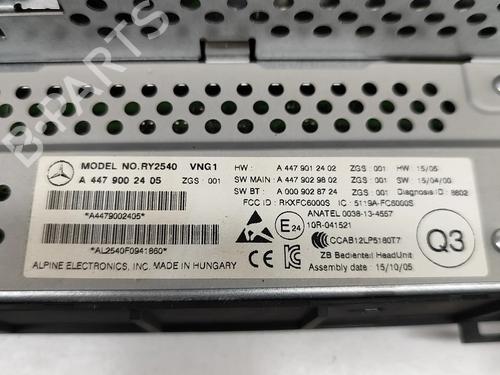 B-PARTS
MODEL NO.RY2540 VNG1
A 447 900 24 05 ZGS : 001
*A4479002405*
*AL2540F0941860*
ALPINE ELECTRONICS, INC. MADE IN HUNGARY
HW : A 447 901 24 02 ZGS : 001 HW : 15/05
SW MAIN : A 447 902 98 02 ZGS : 001 SW : 15/04/00
SW BT : A 000 902 87 24 ZGS : 001 Diagnosis ID : 8802
FCC ID : RKXFC6000S IC : 5119A-FC6000S
ANATEL 0038-13-4557
E24 10R-041521
CCAB12LP5180T7
Q3
ZB Bedienteil HeadUnit
Assembly date : 15/10/05